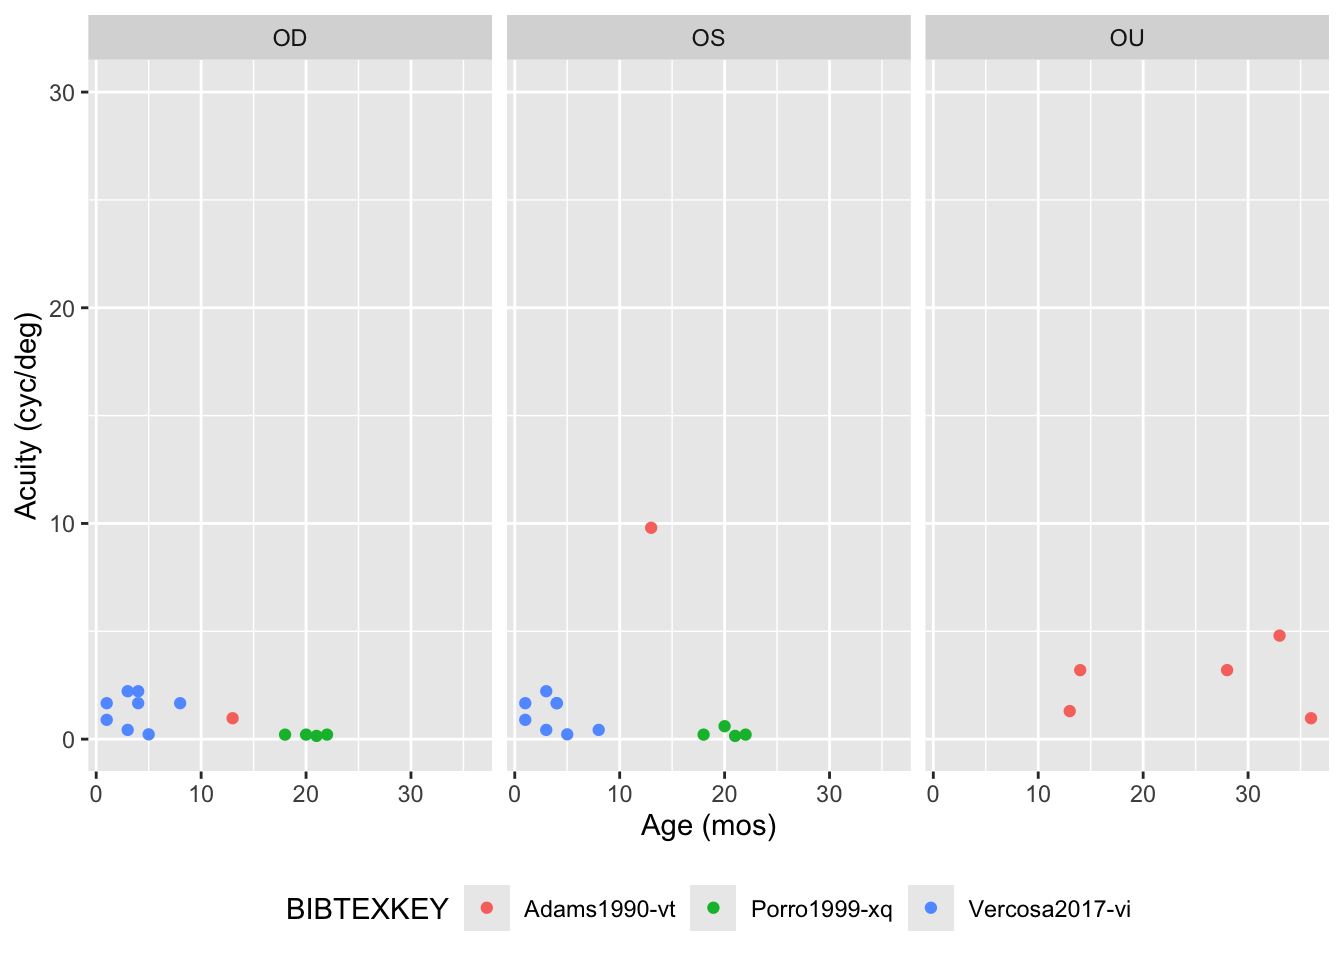 OD OS OU
30
20
10
0
Acuity (cyc/deg)
0 10 20 30 0 10 20 30 0 10 20 30
Age (mos)
BIBTEXKEY Adams1990-vt Porro1999-xq Vercosa2017-vi